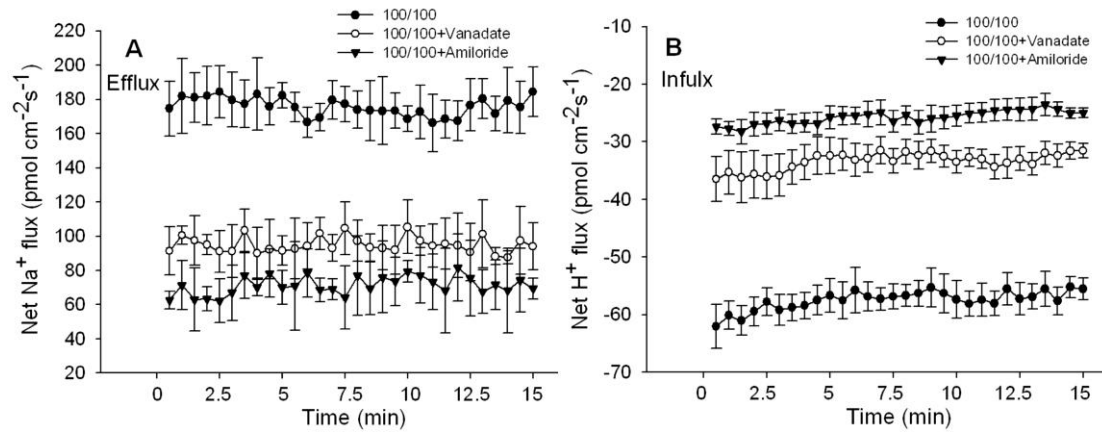 A
Efflux
100/100
100/100+Vanadate
100/100+Amiloride
Net Na+ flux (pmol cm-2s-1)
220
200
180
160
140
120
100
80
60
40
20
0 2.5 5 7.5 10 12.5 15
Time (min)
B
Infulx
100/100
100/100+Vanadate
100/100+Amiloride
Net H+ flux (pmol cm-2s-1)
-10
-20
-30
-40
-50
-60
-70
0 2.5 5 7.5 10 12.5 15
Time (min)